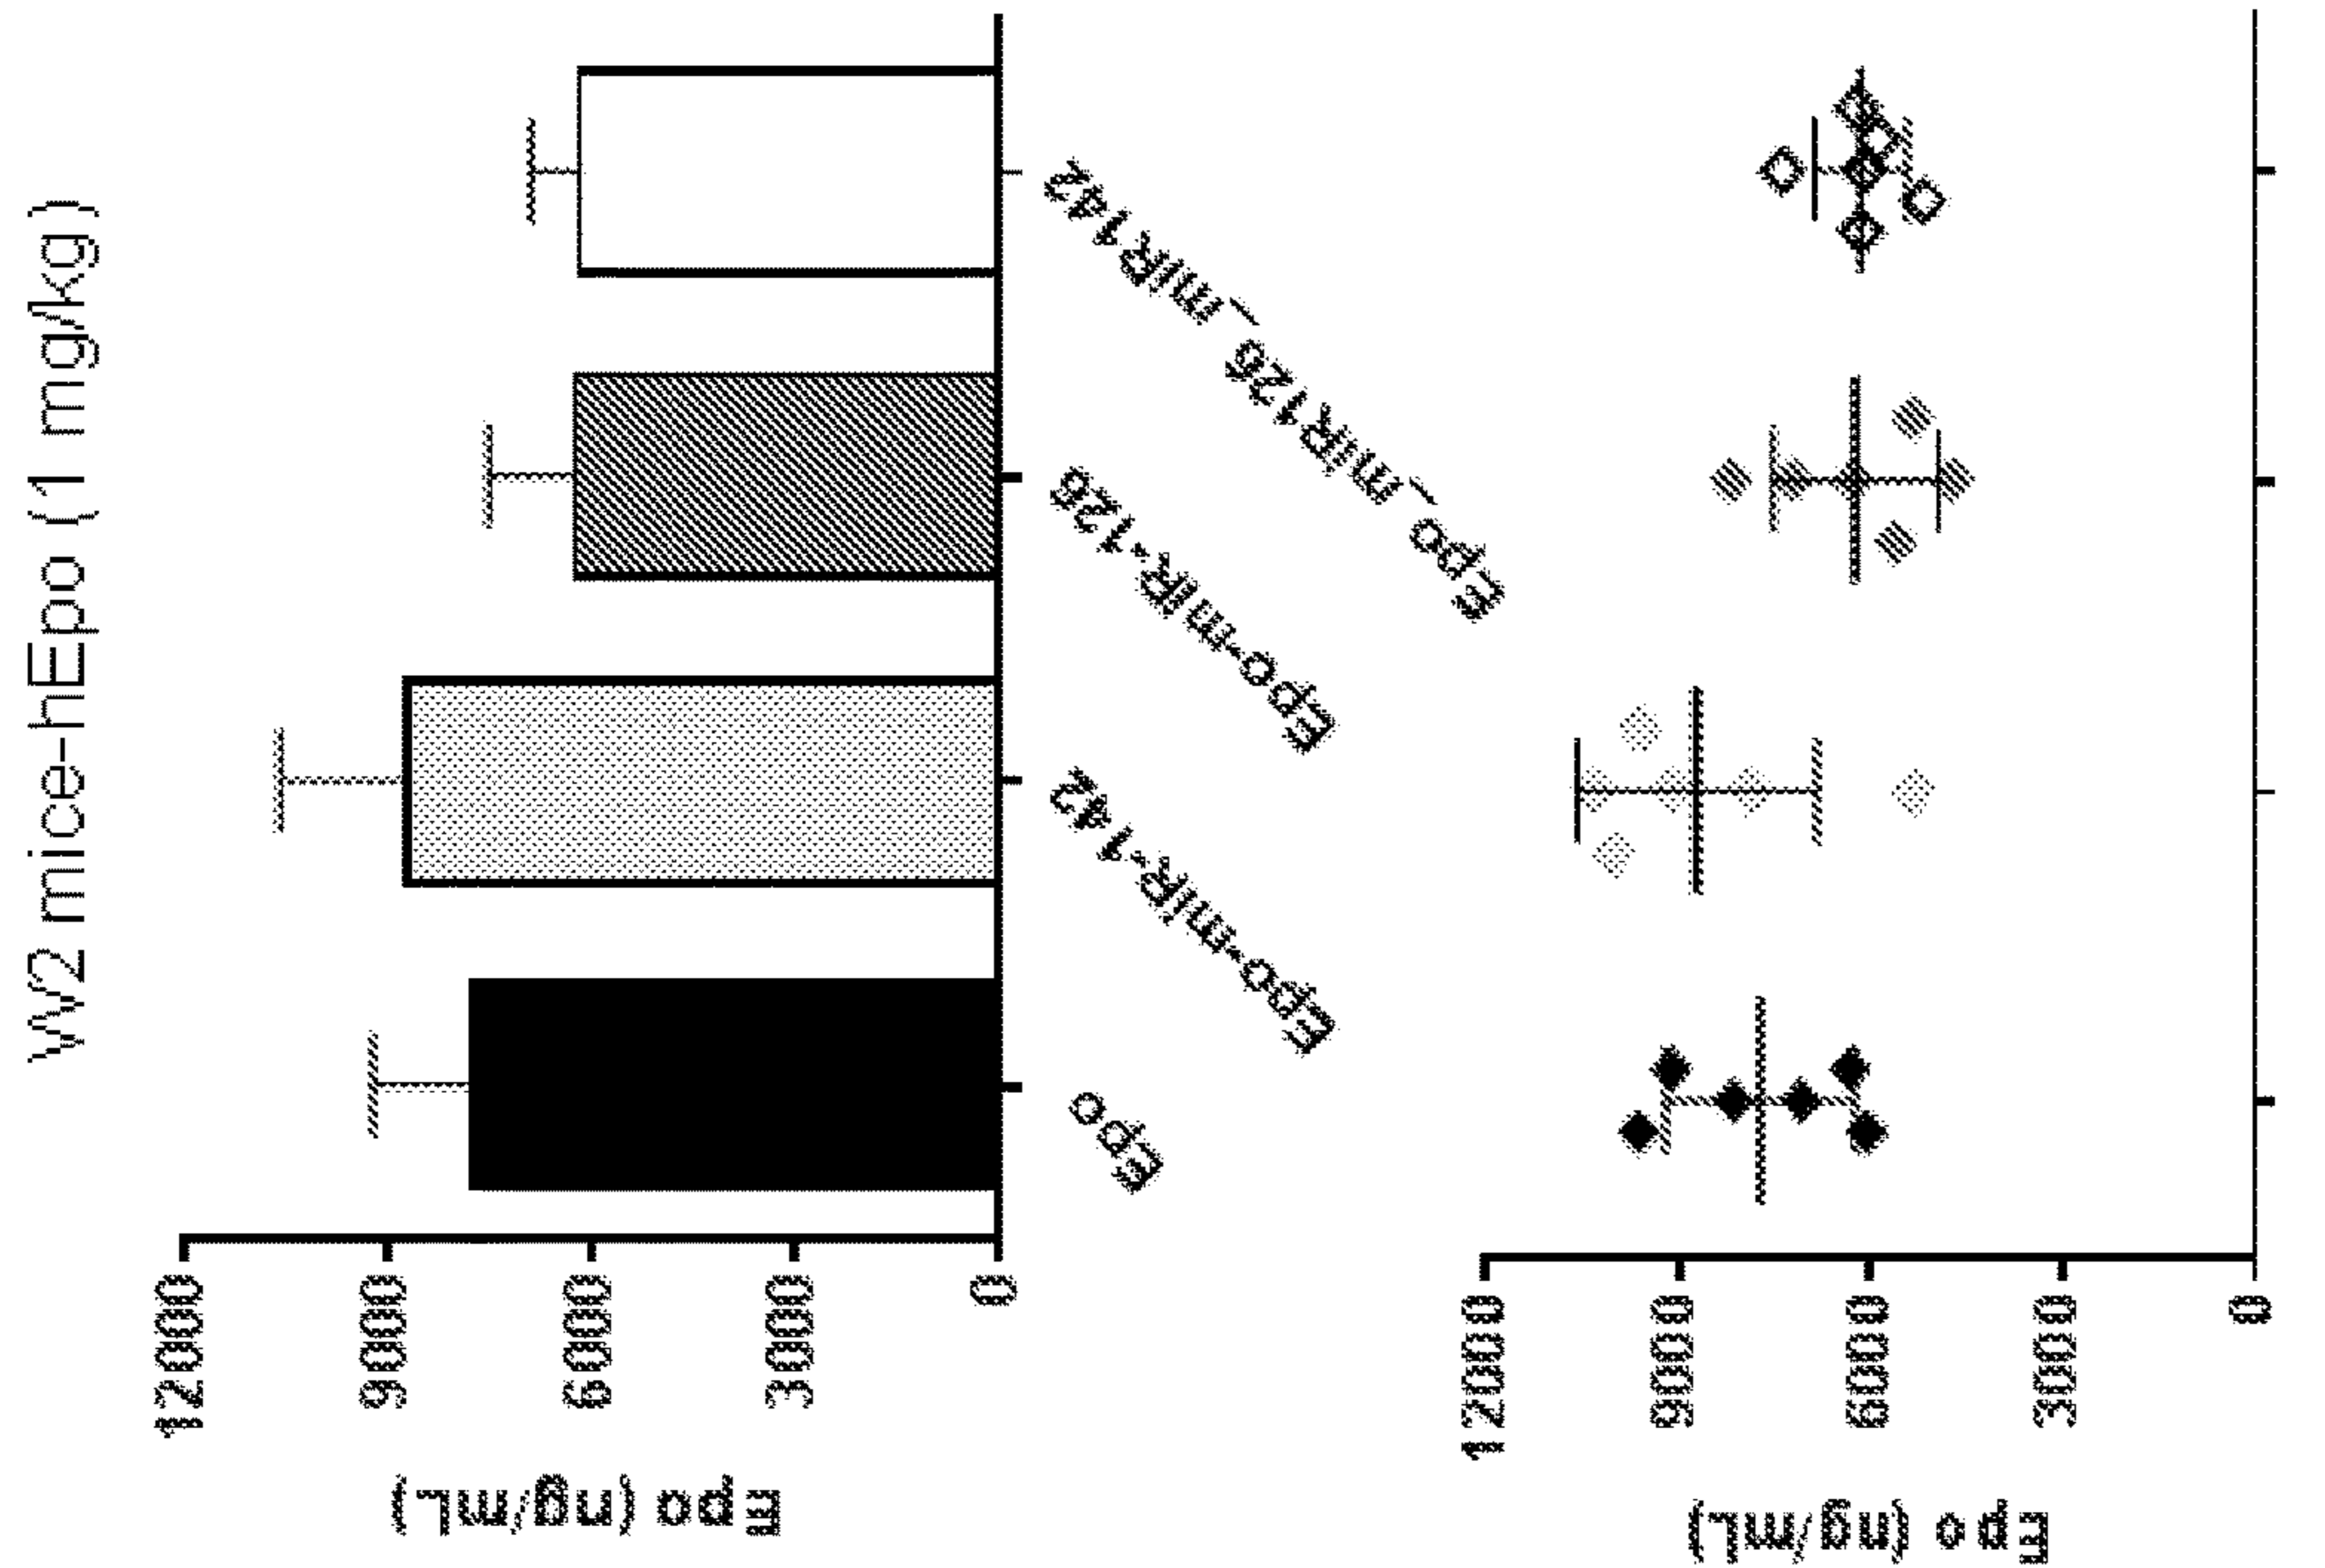 W2 mice-hEpo (1 mg/kg)
Epo (ng/mL)
12000
9000
6000
3000
0
Epo
Epo-miR-142
Epo-miR-126
Epo_miR126_miR142
Epo (ng/mL)
12000
9000
6000
3000
0